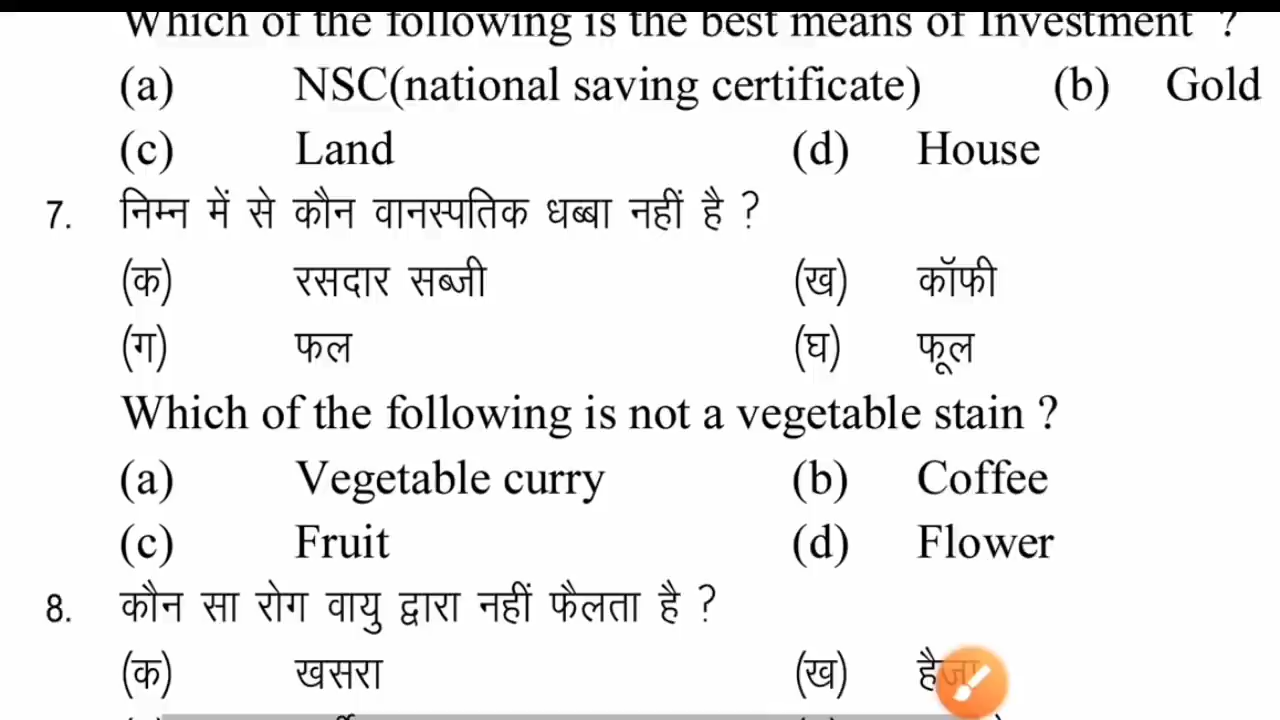 Which of the following is the best means of Investment ?
(a) NSC(national saving certificate) (b) Gold
(c) Land (d) House
7. निम्न में से कौन वानस्पतिक धब्बा नहीं है ?
(क) रसदार सब्जी (ख) कॉफी
(ग) फल (घ) फूल
Which of the following is not a vegetable stain ?
(a) Vegetable curry (b) Coffee
(c) Fruit (d) Flower
8. कौन सा रोग वायु द्वारा नहीं फैलता है ?
(क) खसरा (ख) हैजा